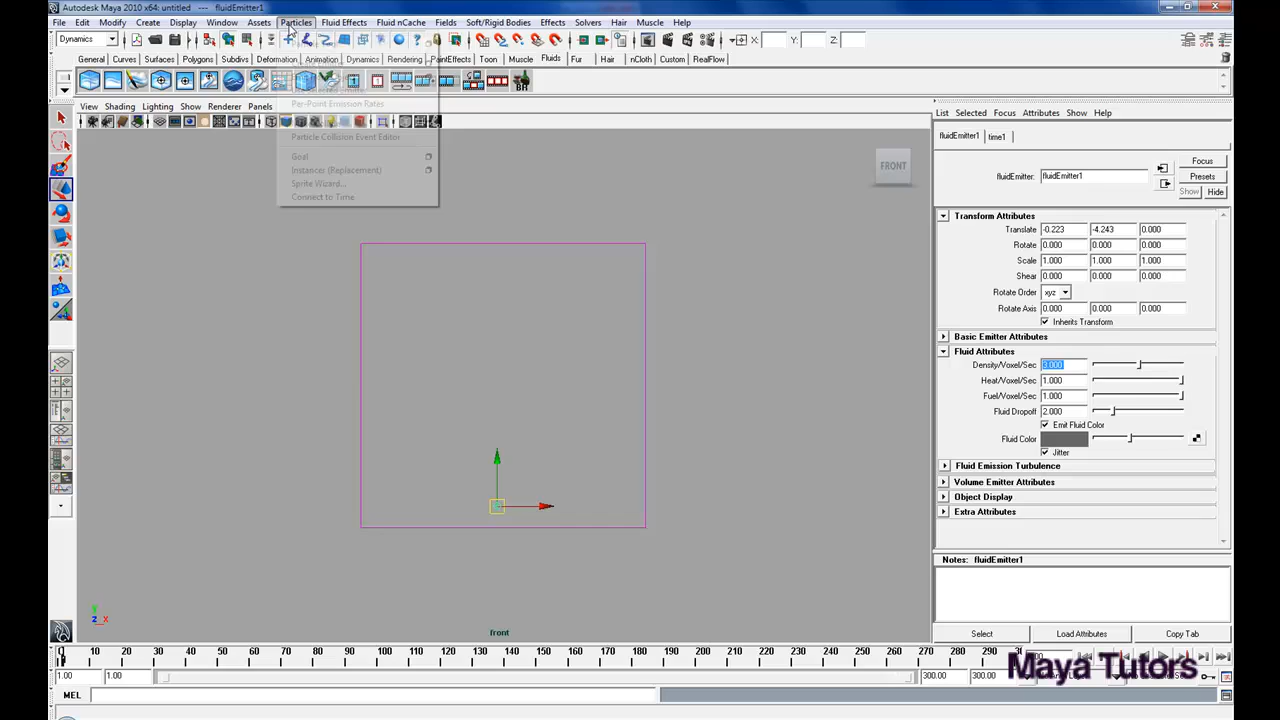 Autodesk Maya 2010 x64: untitled --- fluidEmitter1
File Edit Modify Create Display Window Assets Particles Fluid Effects Fluid nCache Fields Soft/Rigid Bodies Effects Solvers Hair Muscle Help
Dynamics X: Y: Z:
General Curves Surfaces Polygons Subdivs Deformation Animation Dynamics Rendering PaintEffects Toon Muscle Fluids Fur Hair nCloth Custom RealFlow
View Shading Lighting Show Renderer Panels
Per-Point Emission Rates
Particle Collision Event Editor
Goal
Instances (Replacement)
Sprite Wizard...
Connect to Time
FRONT
front
y
z x
List Selected Focus Attributes Show Help
fluidEmitter1 time1
Focus
fluidEmitter: fluidEmitter1 Presets
Show Hide
Transform Attributes
Translate -0.223 -4.243 0.000
Rotate 0.000 0.000 0.000
Scale 1.000 1.000 1.000
Shear 0.000 0.000 0.000
Rotate Order xyz
Rotate Axis 0.000 0.000 0.000
Inherits Transform
Basic Emitter Attributes
Fluid Attributes
Density/Voxel/Sec 3.000
Heat/Voxel/Sec 1.000
Fuel/Voxel/Sec 1.000
Fluid Dropoff 2.000
Emit Fluid Color
Fluid Color
Jitter
Fluid Emission Turbulence
Volume Emitter Attributes
Object Display
Extra Attributes
Notes: fluidEmitter1
Select Load Attributes Copy Tab
0 10 20 30 40 50 60 70 80 90 100 110 120 130 140 150 160 170 180 190 200 210 220 230 240 250 260 270 280 290
1.00 1.00 300.00 300.00
Maya Tutors
MEL